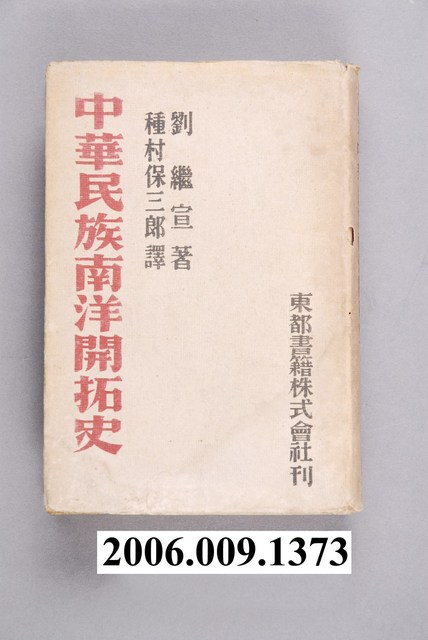 中華民族南洋開拓史
劉繼宣著
種村保三郎譯
東都書籍株式會社刊
2006.009.1373